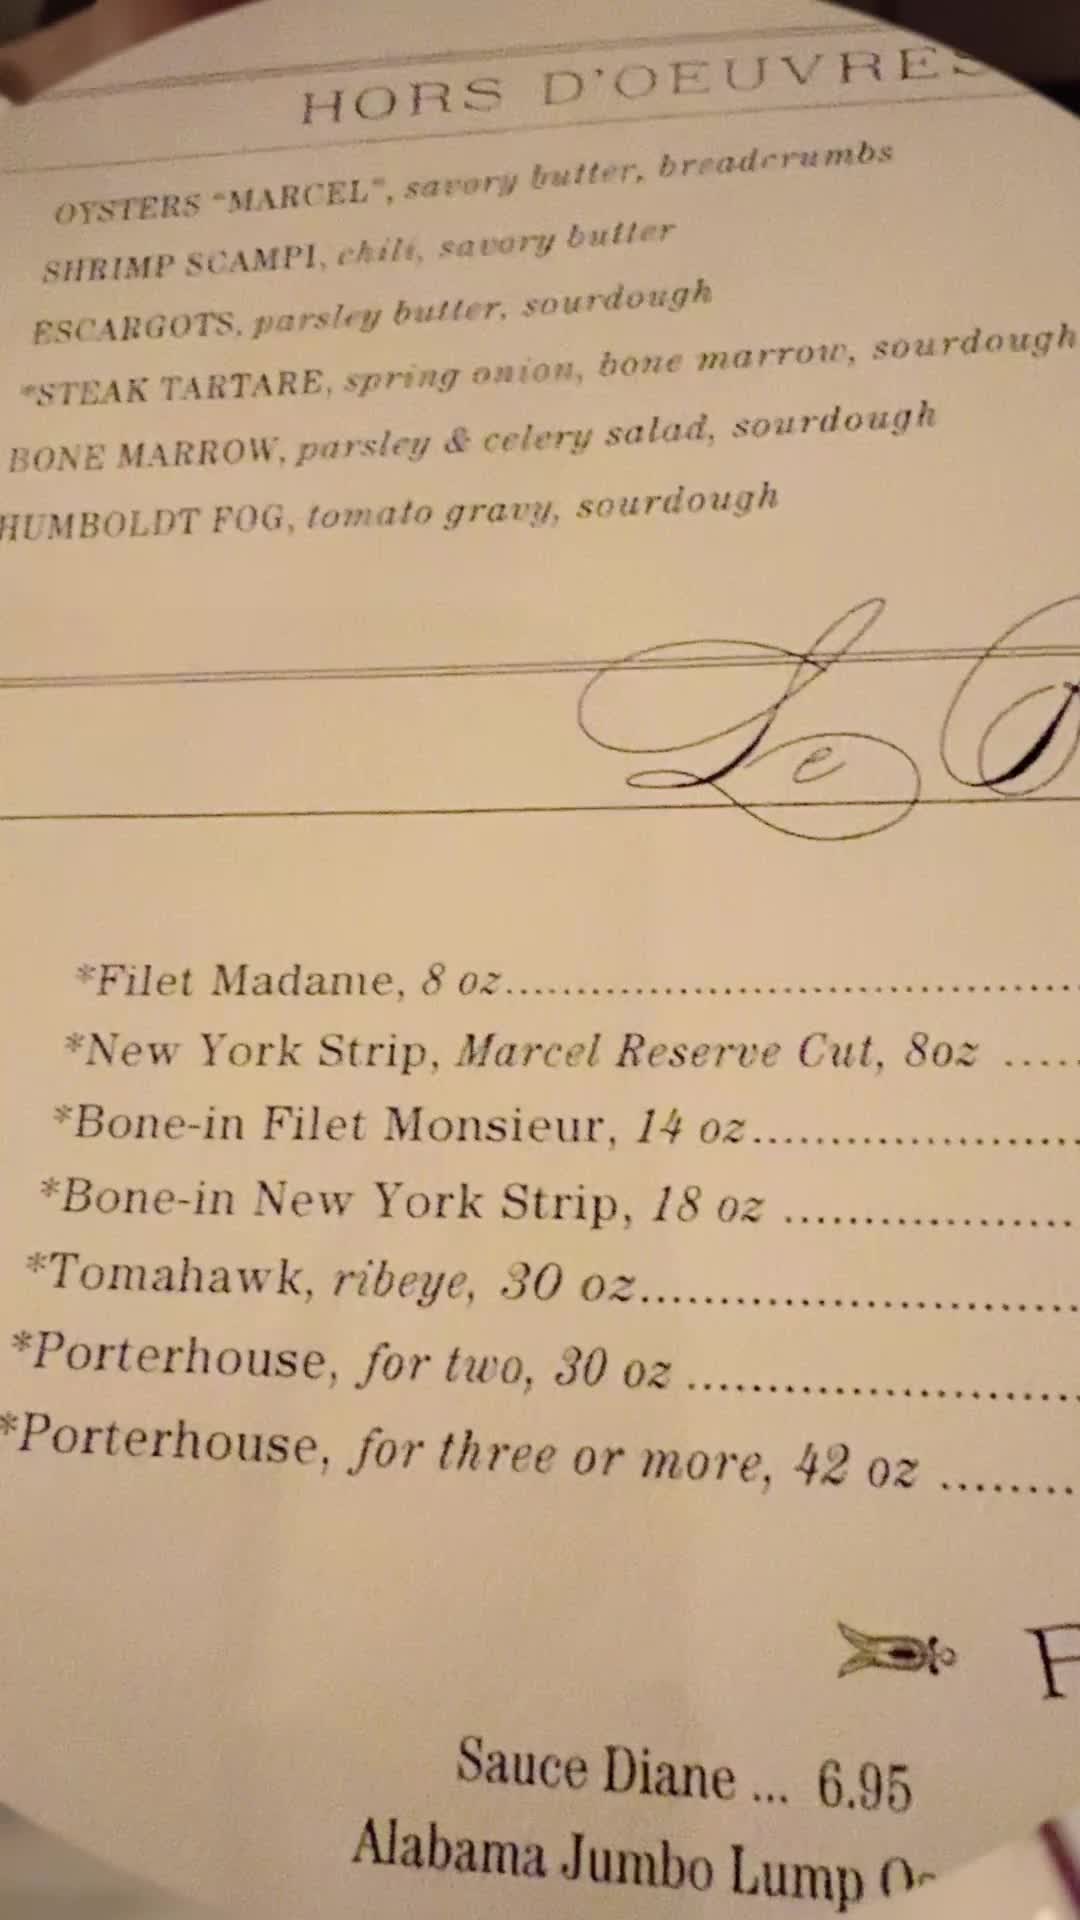 HORS D'OEUVRES
OYSTERS "MARCEL", savory butter, breadcrumbs
SHRIMP SCAMPI, chili, savory butter
ESCARGOTS, parsley butter, sourdough
*STEAK TARTARE, spring onion, bone marrow, sourdough
BONE MARROW, parsley & celery salad, sourdough
HUMBOLDT FOG, tomato gravy, sourdough
Le
*Filet Madame, 8 oz
*New York Strip, Marcel Reserve Cut, 8oz
*Bone-in Filet Monsieur, 14 oz
*Bone-in New York Strip, 18 oz
*Tomahawk, ribeye, 30 oz
*Porterhouse, for two, 30 oz
*Porterhouse, for three or more, 42 oz
Sauce Diane ... 6.95
Alabama Jumbo Lump